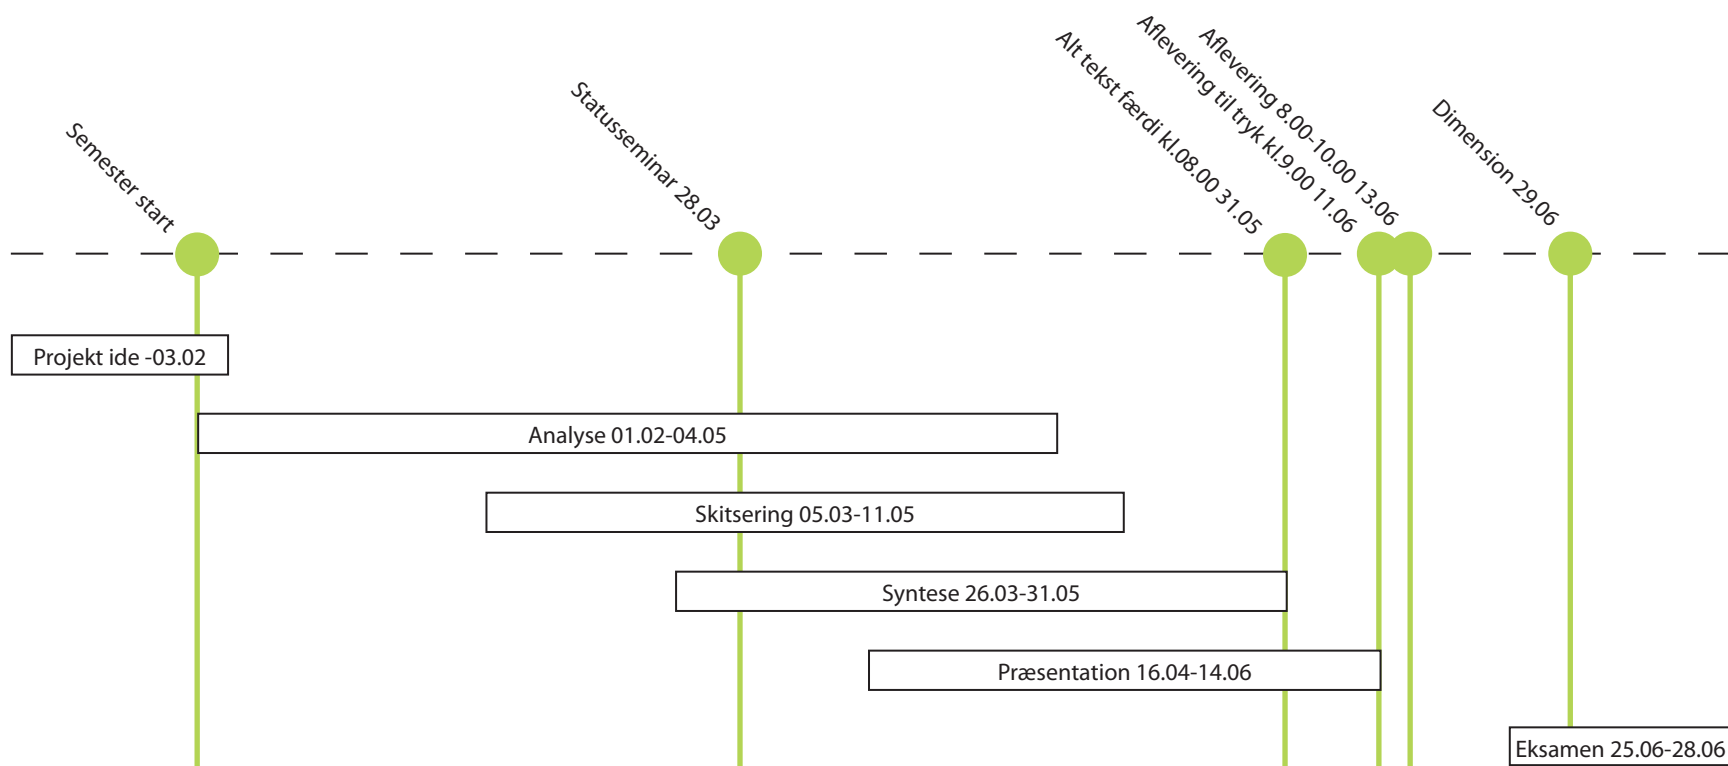 Semester start
Statusseminar 28.03
Alt tekst færdi kl.08.00 31.05
Aflevering til tryk kl.9.00 11.06
Aflevering 8.00-10.00 13.06
Dimension 29.06
Projekt ide -03.02
Analyse 01.02-04.05
Skitsering 05.03-11.05
Syntese 26.03-31.05
Præsentation 16.04-14.06
Eksamen 25.06-28.06